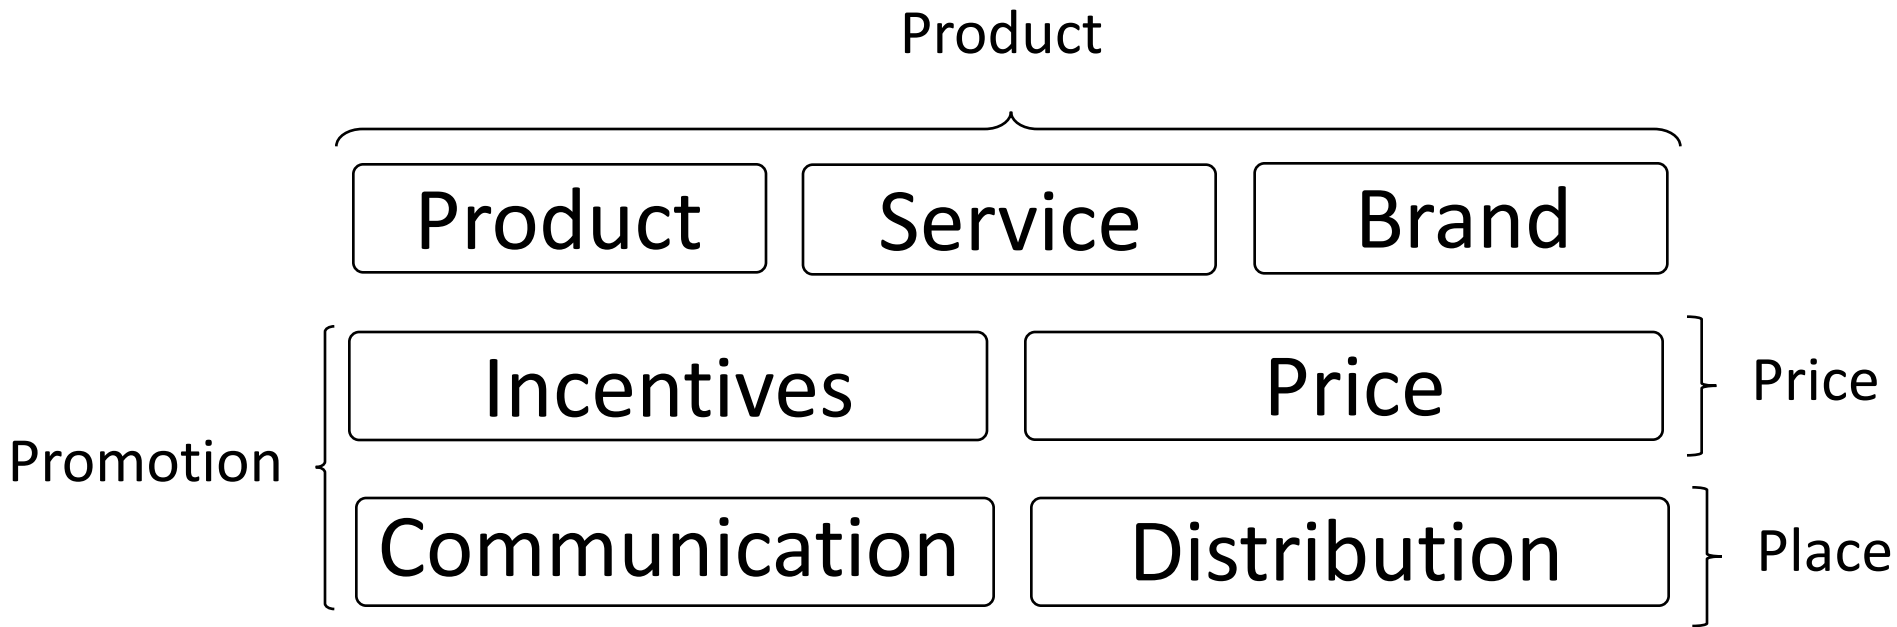 Product
Product Service Brand
Incentives Price Price
Promotion
Communication Distribution Place